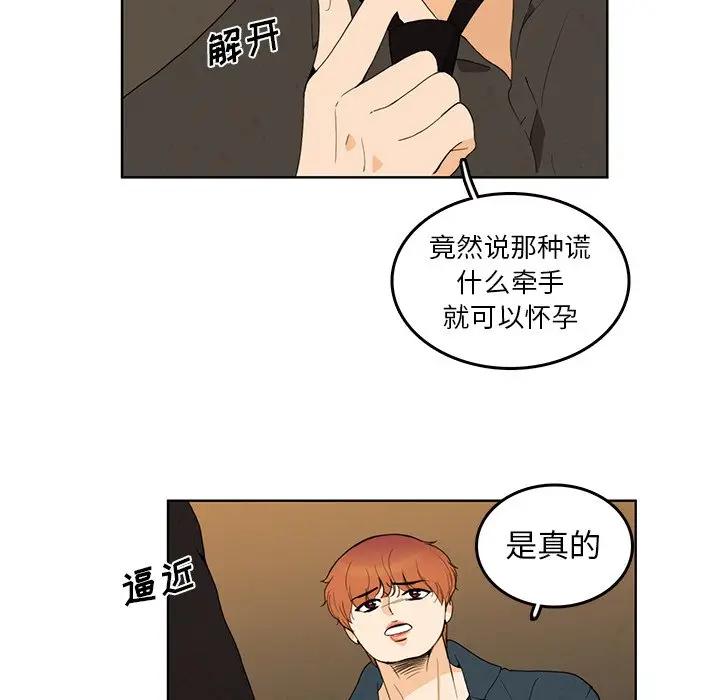 解开
竟然说那种谎
什么牵手
就可以怀孕
是真的
逼近